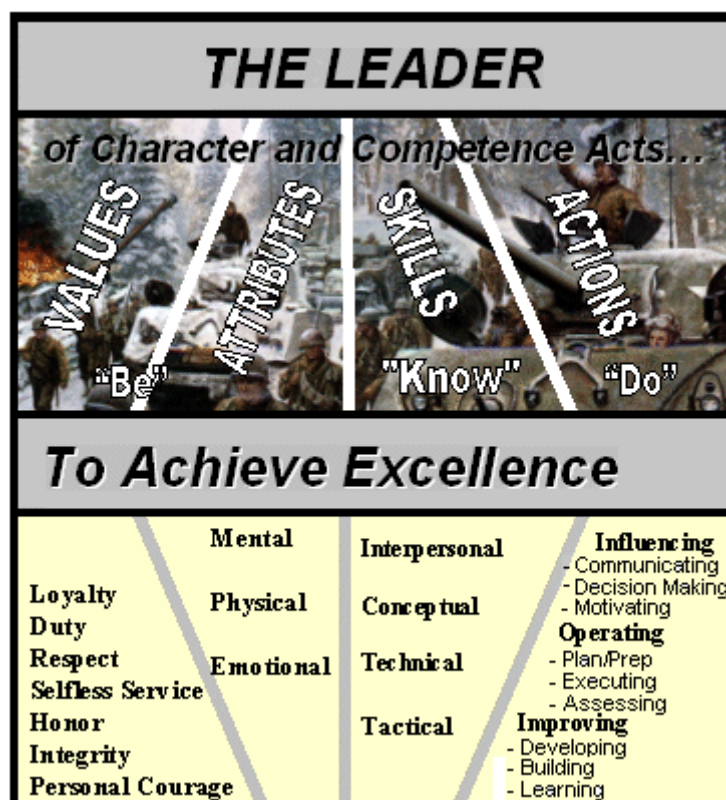 THE LEADER
of Character and Competence Acts...
VALUES
ATTRIBUTES
SKILLS
ACTIONS
"Be"
"Know"
"Do"
To Achieve Excellence
Loyalty
Duty
Respect
Selfless Service
Honor
Integrity
Personal Courage
Mental
Physical
Emotional
Interpersonal
Conceptual
Technical
Tactical
Influencing
- Communicating
- Decision Making
- Motivating
Operating
- Plan/Prep
- Executing
- Assessing
Improving
- Developing
- Building
- Learning